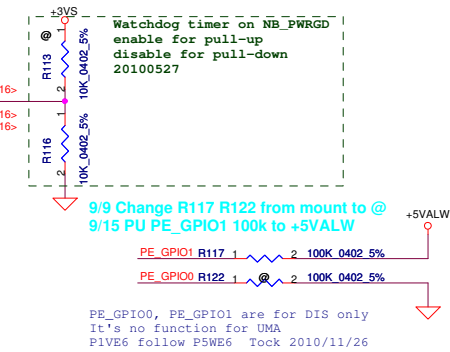 +3VS
Watchdog timer on NB_PWRGD
enable for pull-up
disable for pull-down
20100527
@
1
R113
10K_0402_5%
2
16>
16>
16>
1
R116
10K_0402_5%
2
9/9 Change R117 R122 from mount to @
9/15 PU PE_GPIO1 100k to +5VALW
+5VALW
PE_GPIO1 R117 1 2 100K_0402_5%
PE_GPIO0 R122 1 @ 2 100K_0402_5%
PE_GPIO0, PE_GPIO1 are for DIS only
It's no function for UMA
P1VE6 follow P5WE6 Tock 2010/11/26